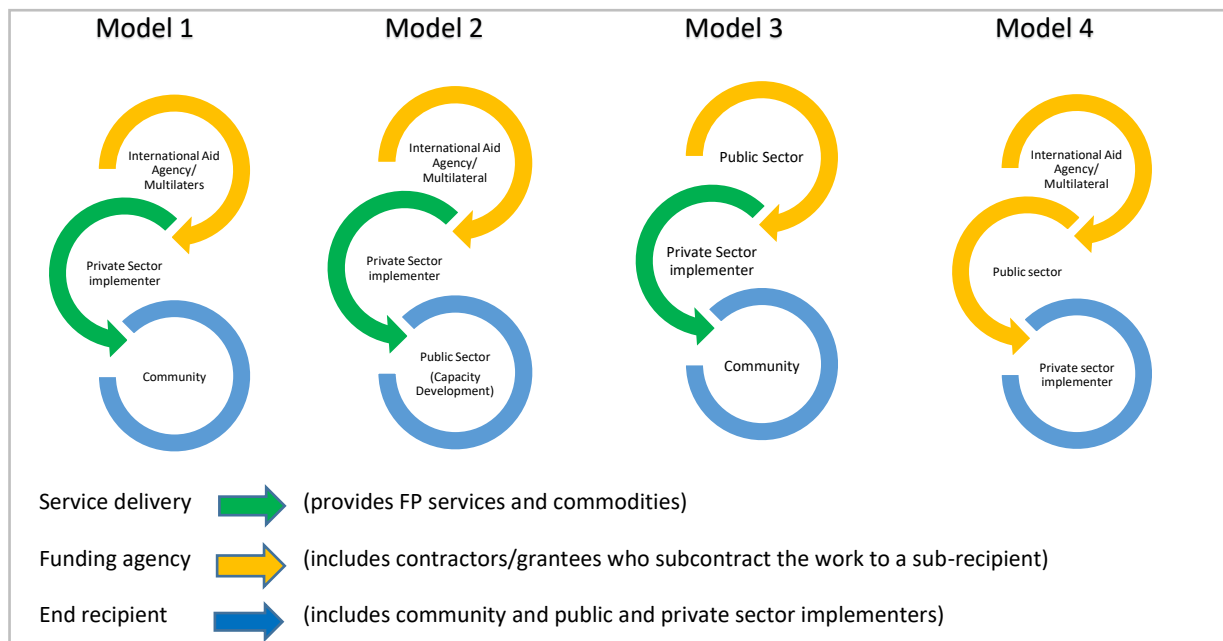 Model 1
Model 2
Model 3
Model 4
International Aid
Agency/
Multilaters
Private Sector
implementer
Community
International Aid
Agency/
Multilateral
Private Sector
implementer
Public Sector
(Capacity
Development)
Public Sector
Private Sector
implementer
Community
International Aid
Agency/
Multilateral
Public sector
Private sector
implementer
Service delivery (provides FP services and commodities)
Funding agency (includes contractors/grantees who subcontract the work to a sub-recipient)
End recipient (includes community and public and private sector implementers)